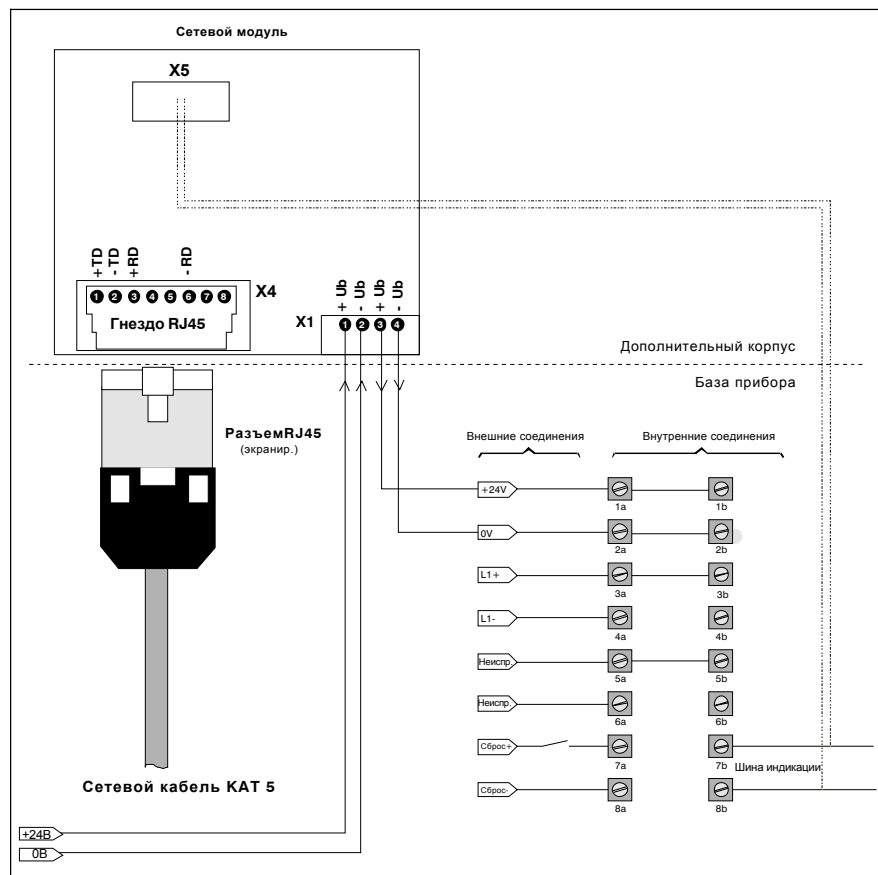 Сетевой модуль
X5
+TD
- TD
+RD
- RD
1 2 3 4 5 6 7 8
X4
Гнездо RJ45
+ Ub
- Ub
+ Ub
- Ub
X1
1 2 3 4
Дополнительный корпус
База прибора
РазъемRJ45
(экранир.)
Внешние соединения
Внутренние соединения
+24V
1a
1b
0V
2a
2b
L1+
3a
3b
L1-
4a
4b
Неиспр.
5a
5b
Неиспр.
6a
6b
Сброс+
7a
7b
Шина индикации
Сброс-
8a
8b
Сетевой кабель КАТ 5
+24В
0В